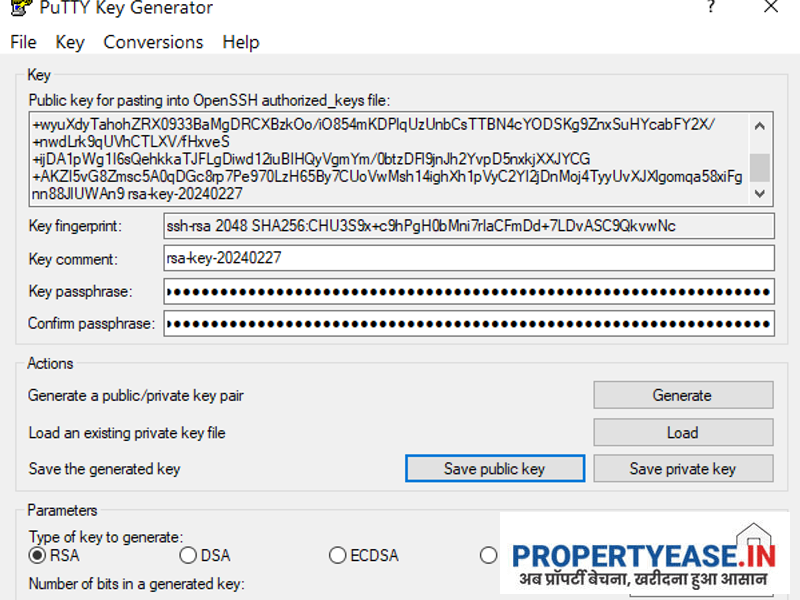 PuTTY Key Generator
? ×
File Key Conversions Help
Key
Public key for pasting into OpenSSH authorized_keys file:
+wyuXdyTahohZRX0933BaMgDRCXBzkOo/iO854mKDPlqUzUnbCsTTBN4cYODSKg9ZnxSuHYcabFY2X/
+nwdLrk9qUVhCTLXV/fHxveS
+ijDA1pWg1I6sQehkkaTJFLgDiwd12iuBIHQyVgmYm/0btzDFl9jnJh2YvpD5nxkjXXJYCG
+AKZI5vG8Zmsc5A0qDGc8rp7Pe970LzH65By7CUoVwMsh14ighXh1pVyC2YI2jDnMoj4TyyUvXJXlgomqa58xiFg
nn88JIUWAn9 rsa-key-20240227
Key fingerprint: ssh-rsa 2048 SHA256:CHU3S9x+c9hPgH0bMni7rlaCFmDd+7LDvASC9QkvwNc
Key comment: rsa-key-20240227
Key passphrase:
Confirm passphrase:
Actions
Generate a public/private key pair Generate
Load an existing private key file Load
Save the generated key Save public key Save private key
Parameters
Type of key to generate:
RSA DSA ECDSA
Number of bits in a generated key:
PROPERTYEASE.IN
अब प्रॉपर्टी बेचना, खरीदना हुआ आसान